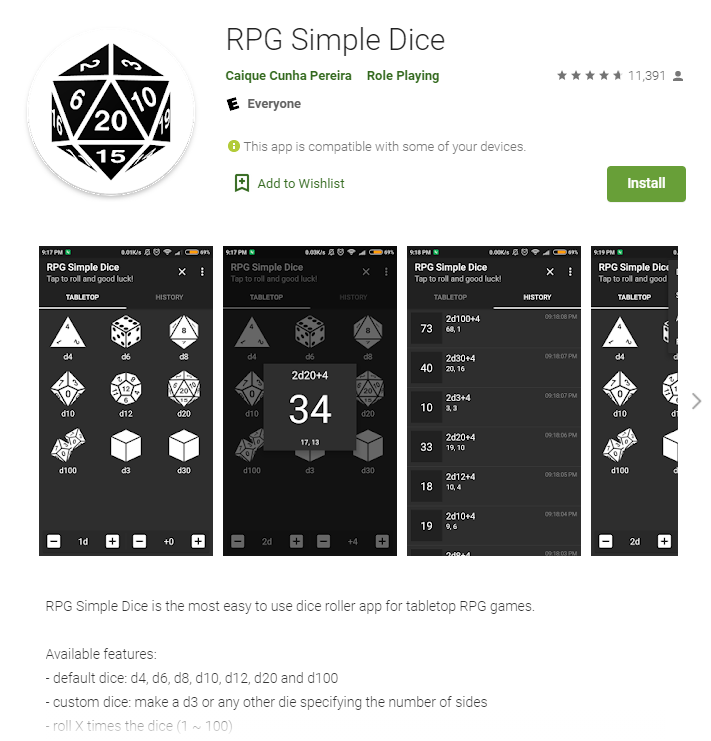 RPG Simple Dice
Caique Cunha Pereira Role Playing 11,391
E Everyone
This app is compatible with some of your devices.
Add to Wishlist
Install
2 3
6 20 10
16 19
15
9:17 PM 0.01K/s 69%
RPG Simple Dice
Tap to roll and good luck!
TABLETOP HISTORY
4 8
d4 d6 d8
0 12 20
d10 d12 d20
d100 d3 d30
1d +0
9:17 PM 0.03K/s 69%
RPG Simple Dice
Tap to roll and good luck!
TABLETOP HISTORY
d4 d6 d8
2d20+4
34
17, 13
d10 d20
d100 d3 d30
2d +4
9:18 PM 0.00K/s 69%
RPG Simple Dice
Tap to roll and good luck!
TABLETOP HISTORY
73 2d100+4 09:18:08 PM
68, 1
40 2d30+4 09:18:07 PM
20, 16
10 2d3+4 09:18:07 PM
3, 3
33 2d20+4 09:18:06 PM
19, 10
18 2d12+4 09:18:05 PM
10, 4
19 2d10+4 09:18:04 PM
9, 6
2d8+4 09:18:03 PM
9:19 PM 0.
RPG Simple Dice
Tap to roll and good l
TABLETOP
4
d4
0
d10
d100
2d
RPG Simple Dice is the most easy to use dice roller app for tabletop RPG games.
Available features:
- default dice: d4, d6, d8, d10, d12, d20 and d100
- custom dice: make a d3 or any other die specifying the number of sides
- roll X times the dice (1 ~ 100)